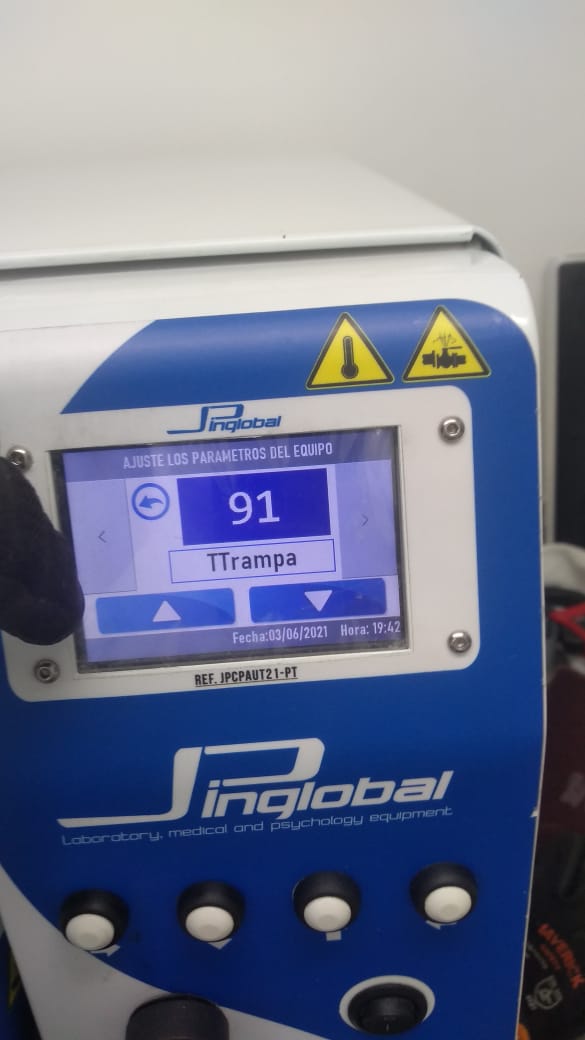 JPinglobal
AJUSTE LOS PARAMETROS DEL EQUIPO
91
TTrampa
Fecha:03/06/2021 Hora: 19:42
REF. JPCPAUT21-PT
JPinglobal
Laboratory, medical and psychology equipment
MAVERICK